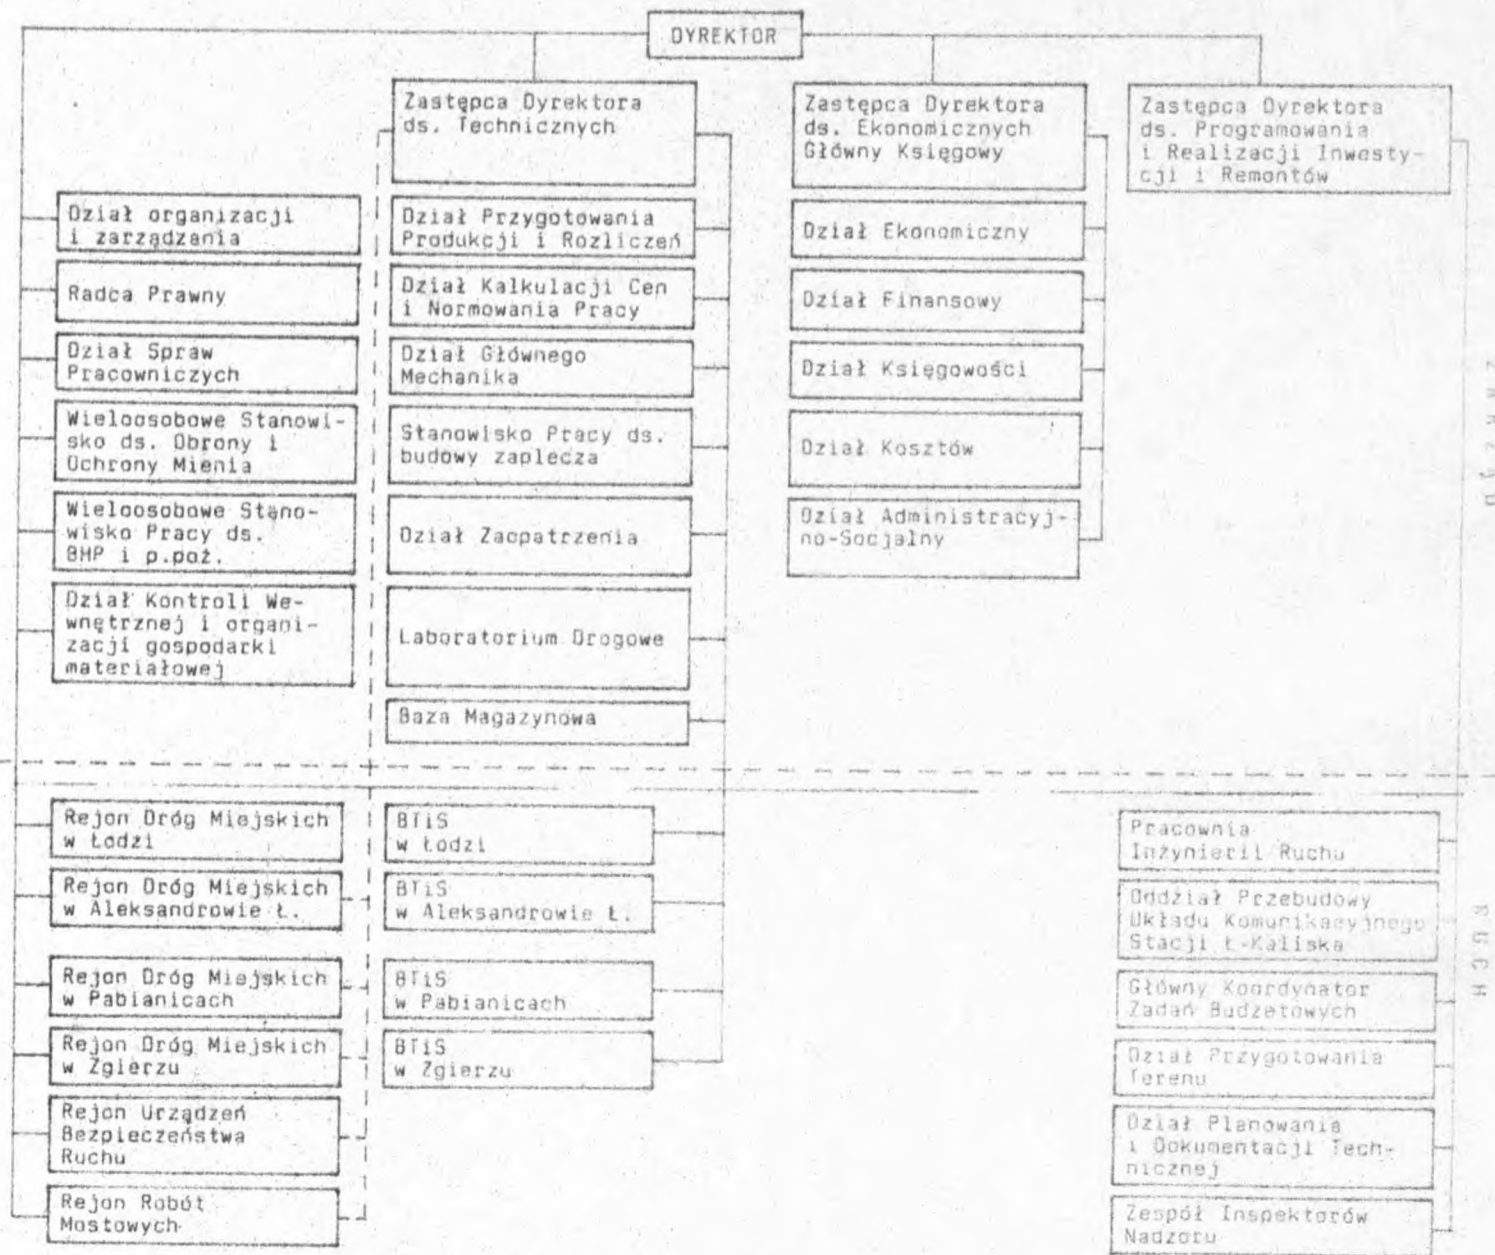 DYREKTOR
Zastępca Dyrektora
ds. Technicznych
Zastępca Dyrektora
ds. Ekonomicznych
Główny Księgowy
Zastępca Dyrektora
ds. Programowania
i Realizacji Inwesty-
cji i Remontów
Dział organizacji
i zarządzania
Radca Prawny
Dział Spraw
Pracowniczych
Wieloosobowe Stanowi-
sko ds. Obrony i
Ochrony Mienia
Wieloosobowe Stano-
wisko Pracy ds.
BHP i p.poż.
Dział Kontroli We-
wnętrznej i organi-
zacji gospodarki
materiałowej
Dział Przygotowania
Produkcji i Rozliczeń
Dział Kalkulacji Cen
i Normowania Pracy
Dział Głównego
Mechanika
Stanowisko Pracy ds.
budowy zaplecza
Dział Zaopatrzenia
Laboratorium Drogowe
Baza Magazynowa
Dział Ekonomiczny
Dział Finansowy
Dział Księgowości
Dział Kosztów
Dział Administracyj-
no-Socjalny
ZARZĄD
Rejon Dróg Miejskich
w Łodzi
Rejon Dróg Miejskich
w Aleksandrowie Ł.
Rejon Dróg Miejskich
w Pabianicach
Rejon Dróg Miejskich
w Zgierzu
Rejon Urządzeń
Bezpieczeństwa
Ruchu
Rejon Robót
Mostowych
BTiS
w Łodzi
BTiS
w Aleksandrowie Ł.
BTiS
w Pabianicach
BTiS
w Zgierzu
Pracownia
Inżynierii Ruchu
Oddział Przebudowy
Układu Komunikacyjnego
Stacji Ł-Kaliska
Główny Koordynator
Zadań Budżetowych
Dział Przygotowania
Terenu
Dział Planowania
i Dokumentacji Tech-
nicznej
Zespół Inspektorów
Nadzoru
RUCH